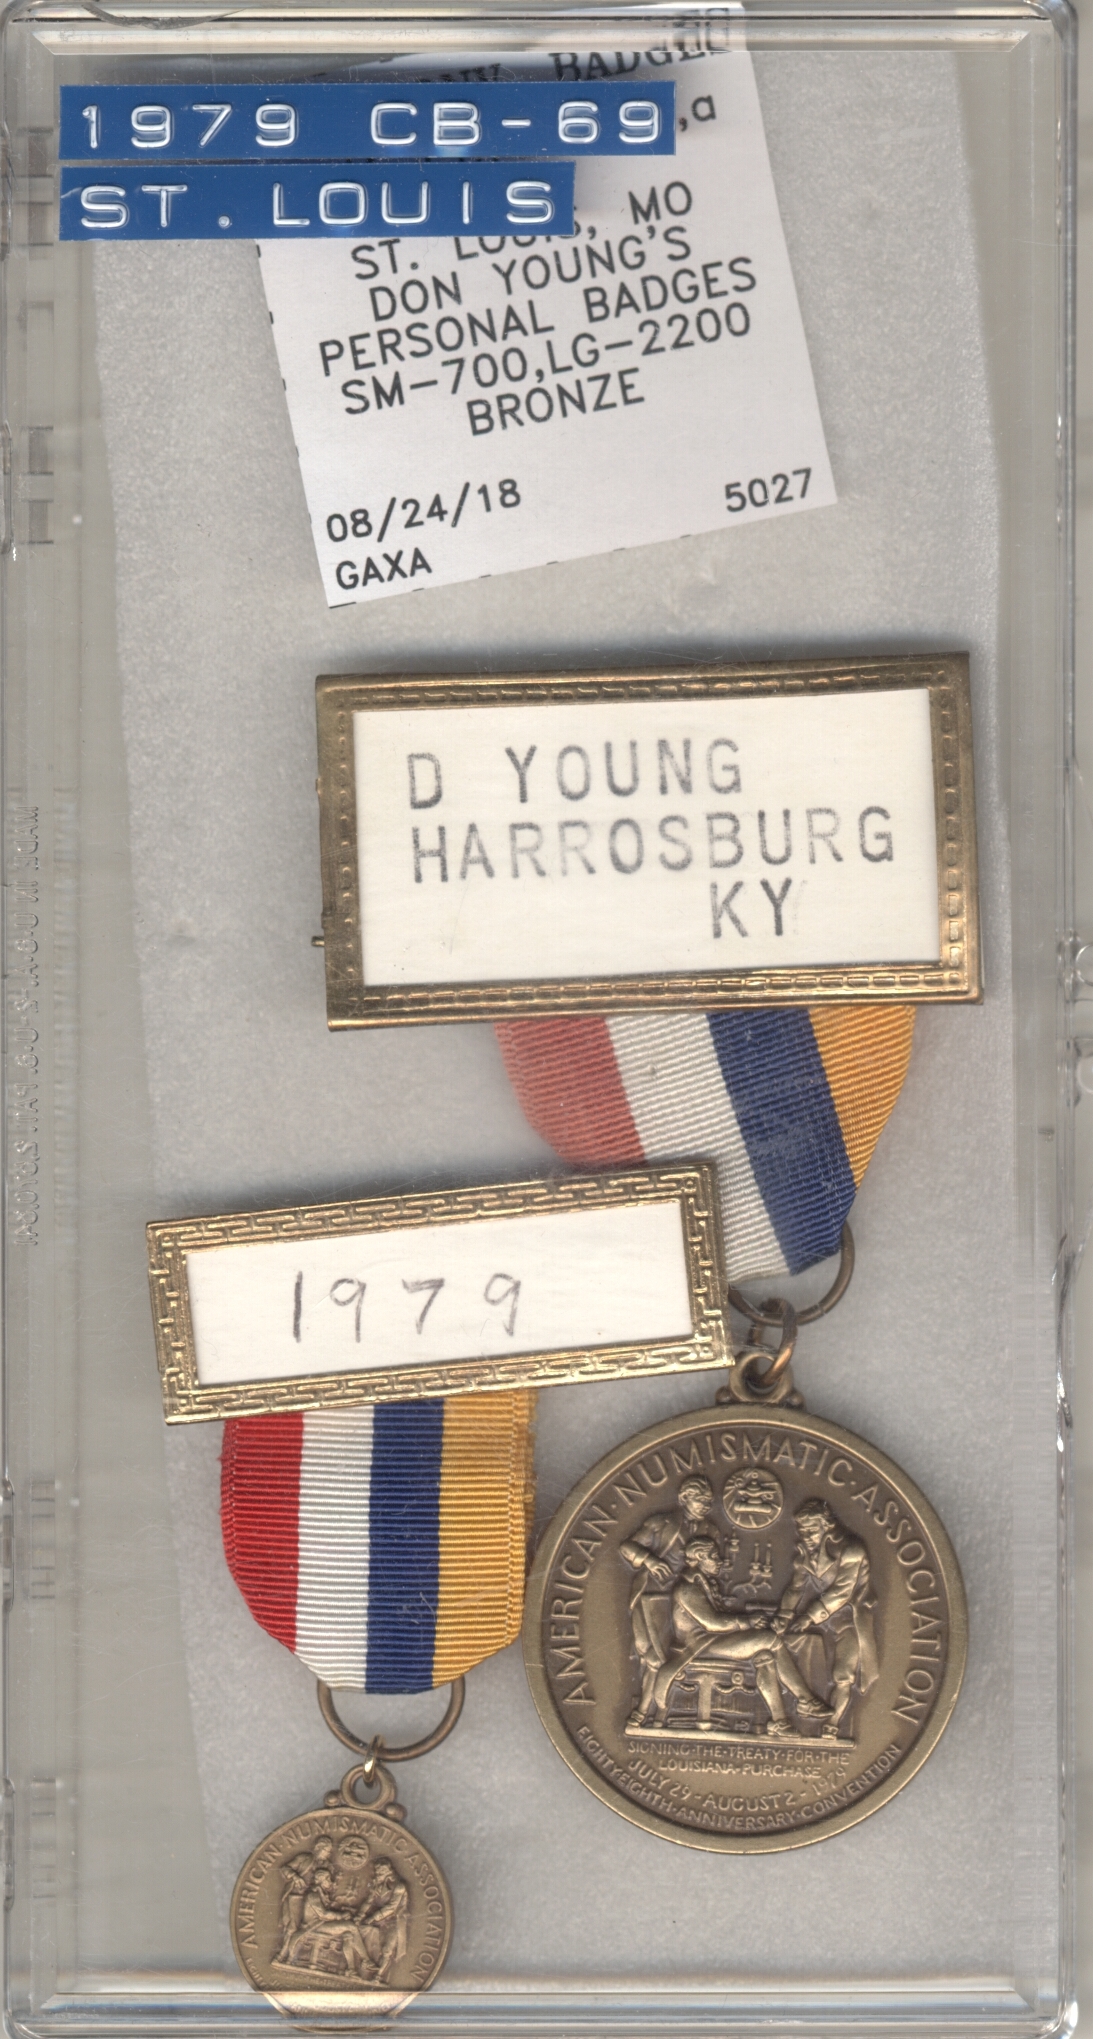 BADGES
1979 CB-69
,a
ST. LOUIS
ST. LOUIS, MO
DON YOUNG'S
PERSONAL BADGES
SM-700,LG-2200
BRONZE
08/24/18 5027
GAXA
D YOUNG
HARROSBURG
KY
1979
AMERICAN·NUMISMATIC·ASSOCIATION
SIGNING·THE·TREATY·FOR·THE
LOUISIANA·PURCHASE
JULY 29 - AUGUST 2 - 1979
EIGHTY-EIGHTH·ANNIVERSARY·CONVENTION
AMERICAN·NUMISMATIC·ASSOCIATION